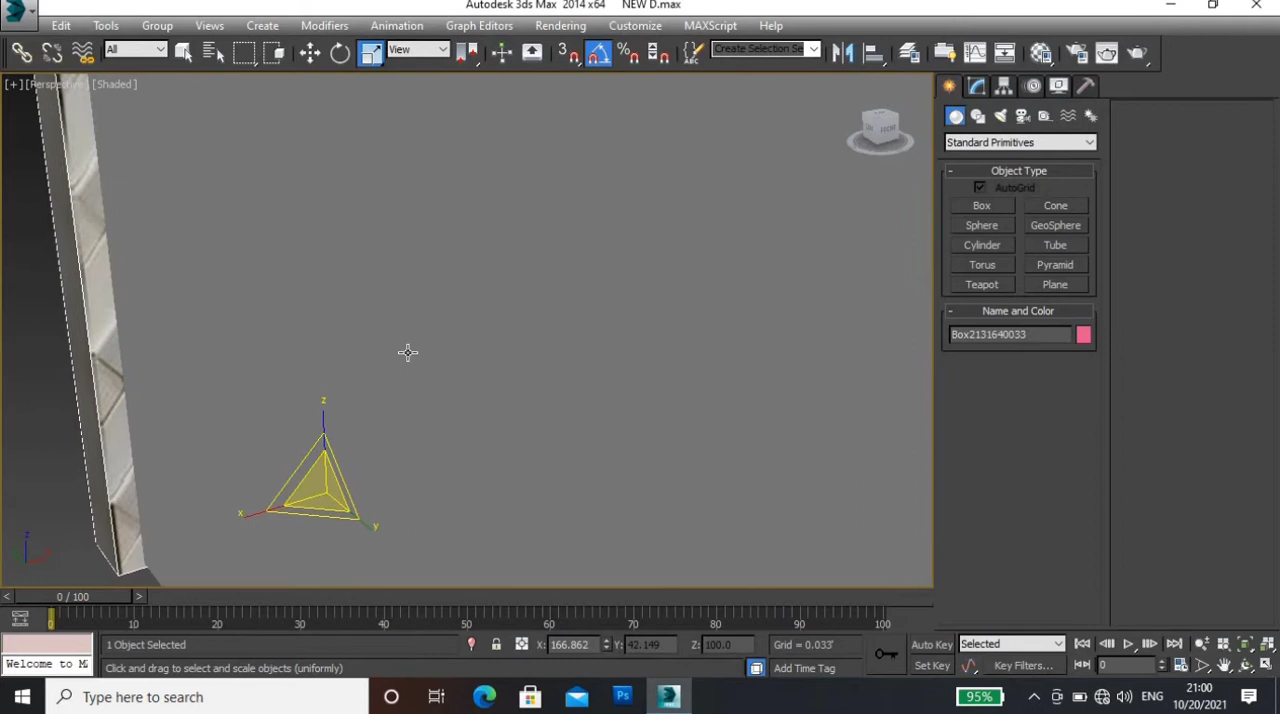 Autodesk 3ds Max 2014 x64    NEW D.max
Edit Tools Group Views Create Modifiers Animation Graph Editors Rendering Customize MAXScript Help
All View 3 % ABC Create Selection Se
[+] [Perspective] [Shaded]
FRONT
Standard Primitives
- Object Type
AutoGrid
Box Cone
Sphere GeoSphere
Cylinder Tube
Torus Pyramid
Teapot Plane
- Name and Color
Box2131640033
z
x
y
z
< 0 / 100 >
0 10 20 30 40 50 60 70 80 90 100
1 Object Selected X: 166.862 Y: 42.149 Z: 100.0 Grid = 0.033' Auto Key Selected
Welcome to M Click and drag to select and scale objects (uniformly) Add Time Tag Set Key Key Filters... 0
Type here to search Ps 95% ENG 21:00
10/20/2021